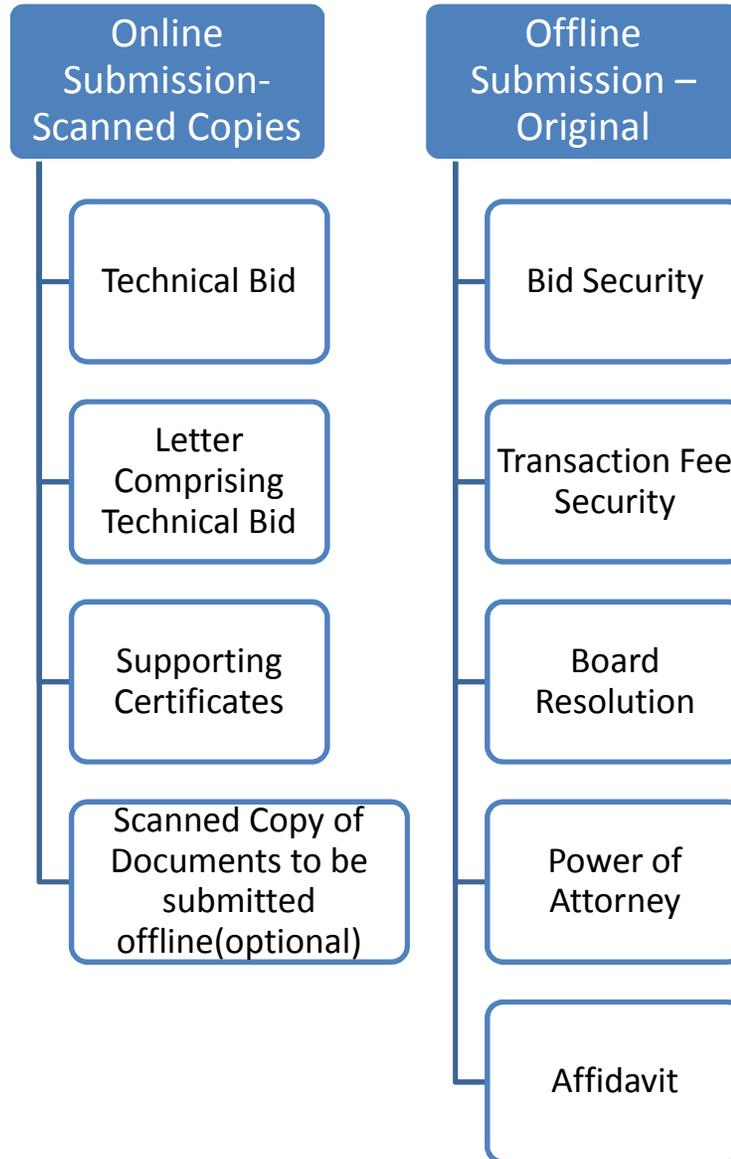 Online
Submission-
Scanned Copies
Technical Bid
Letter
Comprising
Technical Bid
Supporting
Certificates
Scanned Copy of
Documents to be
submitted
offline(optional)
Offline
Submission –
Original
Bid Security
Transaction Fee
Security
Board
Resolution
Power of
Attorney
Affidavit